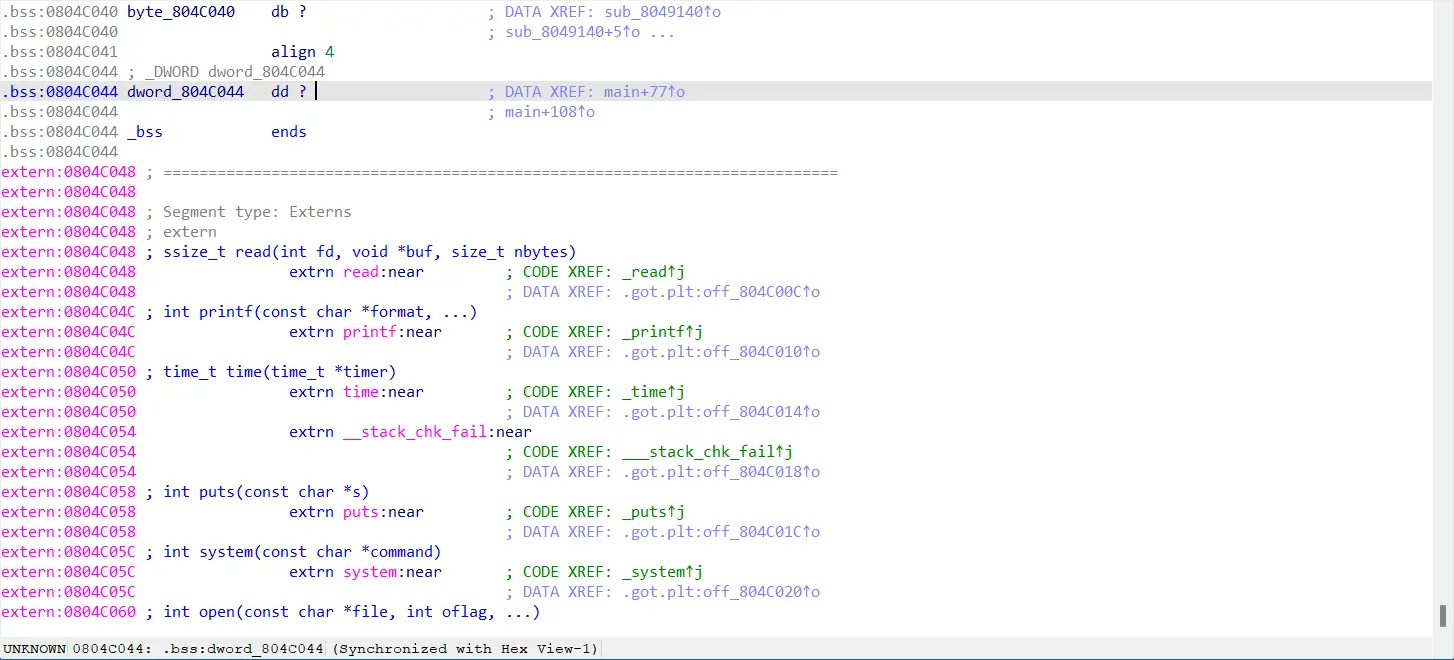 .bss:0804C040 byte_804C040    db ?                    ; DATA XREF: sub_8049140↑o
.bss:0804C040                                         ; sub_8049140+5↑o ...
.bss:0804C041                 align 4
.bss:0804C044 ; _DWORD dword_804C044
.bss:0804C044 dword_804C044   dd ?                    ; DATA XREF: main+77↑o
.bss:0804C044                                         ; main+108↑o
.bss:0804C044 _bss            ends
.bss:0804C044
extern:0804C048 ; ===========================================================================
extern:0804C048
extern:0804C048 ; Segment type: Externs
extern:0804C048 ; extern
extern:0804C048 ; ssize_t read(int fd, void *buf, size_t nbytes)
extern:0804C048                 extrn read:near         ; CODE XREF: _read↑j
extern:0804C048                                         ; DATA XREF: .got.plt:off_804C00C↑o
extern:0804C04C ; int printf(const char *format, ...)
extern:0804C04C                 extrn printf:near       ; CODE XREF: _printf↑j
extern:0804C04C                                         ; DATA XREF: .got.plt:off_804C010↑o
extern:0804C050 ; time_t time(time_t *timer)
extern:0804C050                 extrn time:near         ; CODE XREF: _time↑j
extern:0804C050                                         ; DATA XREF: .got.plt:off_804C014↑o
extern:0804C054                 extrn __stack_chk_fail:near
extern:0804C054                                         ; CODE XREF: ___stack_chk_fail↑j
extern:0804C054                                         ; DATA XREF: .got.plt:off_804C018↑o
extern:0804C058 ; int puts(const char *s)
extern:0804C058                 extrn puts:near         ; CODE XREF: _puts↑j
extern:0804C058                                         ; DATA XREF: .got.plt:off_804C01C↑o
extern:0804C05C ; int system(const char *command)
extern:0804C05C                 extrn system:near       ; CODE XREF: _system↑j
extern:0804C05C                                         ; DATA XREF: .got.plt:off_804C020↑o
extern:0804C060 ; int open(const char *file, int oflag, ...)
UNKNOWN 0804C044: .bss:dword_804C044 (Synchronized with Hex View-1)